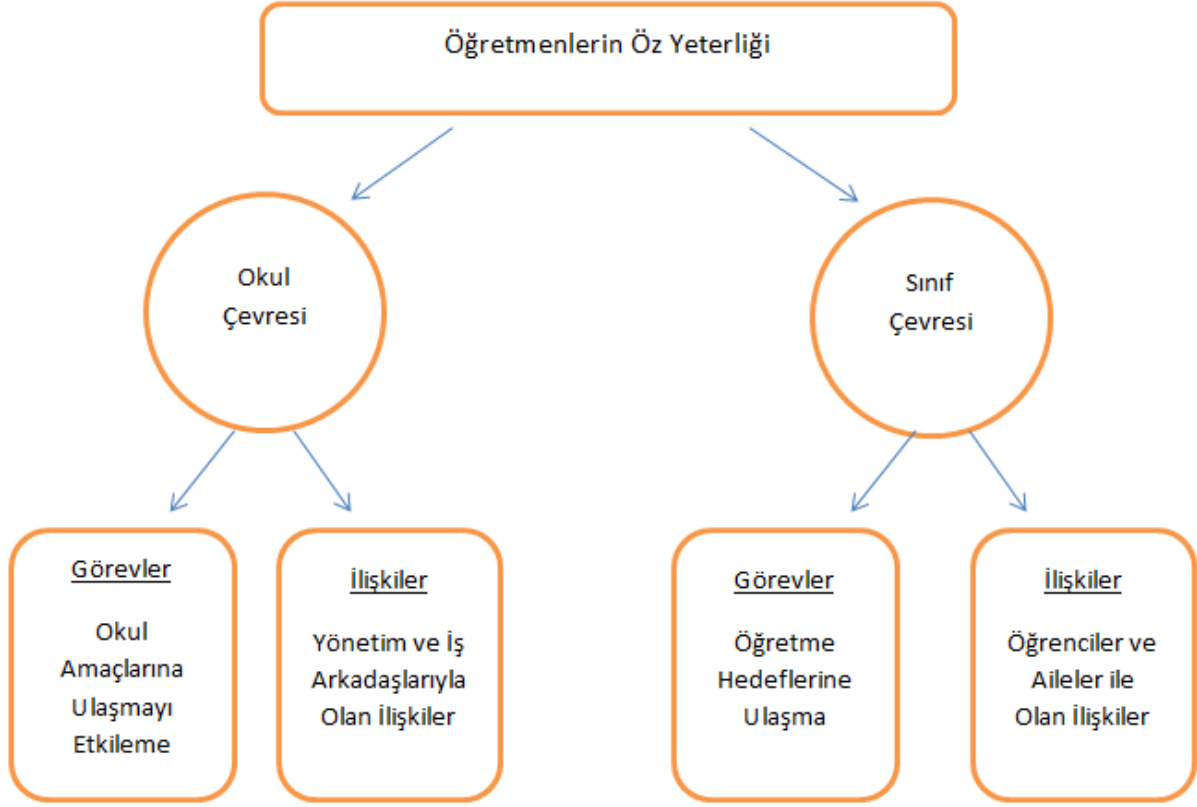 Öğretmenlerin Öz Yeterliği
Okul
Çevresi
Sınıf
Çevresi
Görevler
Okul
Amaçlarına
Ulaşmayı
Etkileme
İlişkiler
Yönetim ve İş
Arkadaşlarıyla
Olan İlişkiler
Görevler
Öğretme
Hedeflerine
Ulaşma
İlişkiler
Öğrenciler ve
Aileler ile
Olan İlişkiler